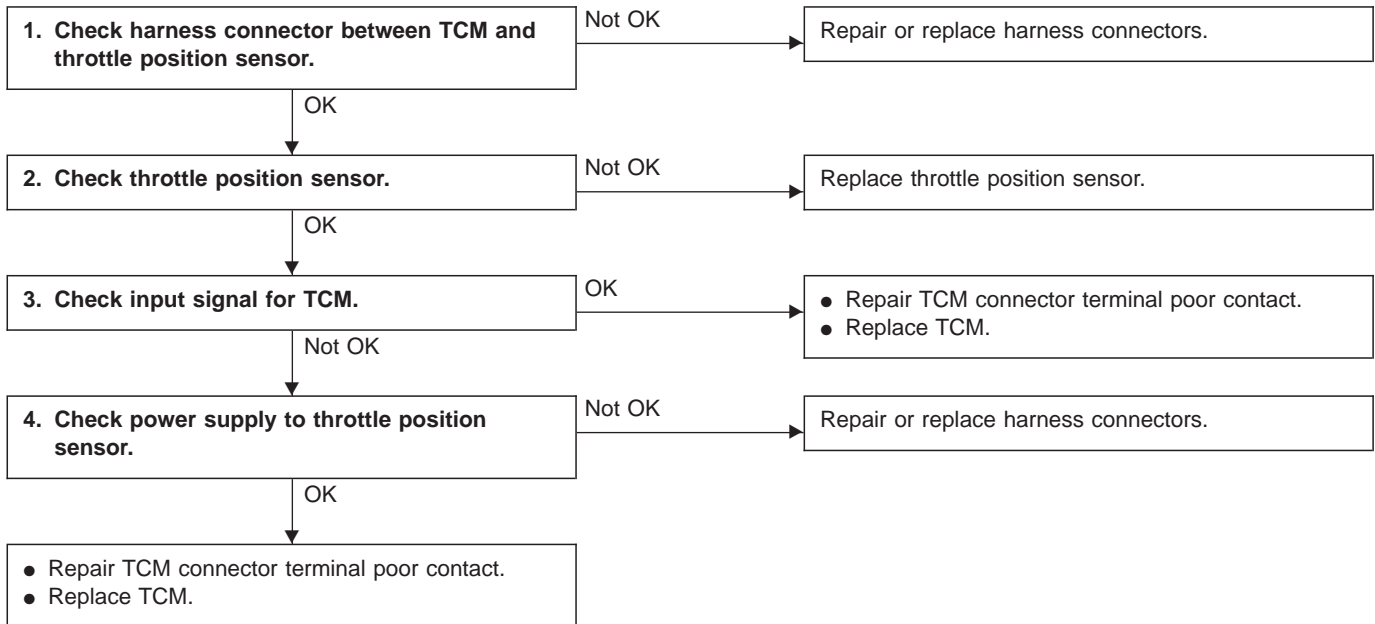 1. Check harness connector between TCM and
throttle position sensor.
Not OK
Repair or replace harness connectors.
OK
2. Check throttle position sensor.
Not OK
Replace throttle position sensor.
OK
3. Check input signal for TCM.
OK
● Repair TCM connector terminal poor contact.
● Replace TCM.
Not OK
4. Check power supply to throttle position
sensor.
Not OK
Repair or replace harness connectors.
OK
● Repair TCM connector terminal poor contact.
● Replace TCM.